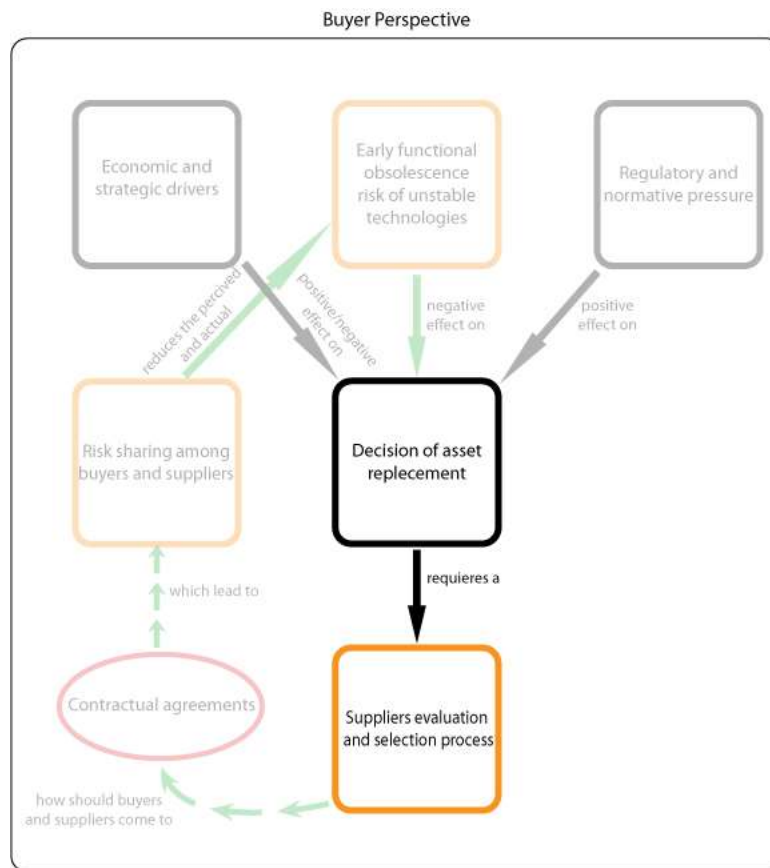 Buyer Perspective
Economic and
strategic drivers
Early functional
obsolescence
risk of unstable
technologies
Regulatory and
normative pressure
reduces the percived
and actual
positive/negative
effect on
negative
effect on
positive
effect on
Risk sharing among
buyers and suppliers
Decision of asset
replecement
which lead to
requieres a
Contractual agreements
Suppliers evaluation
and selection process
how should buyers
and suppliers come to